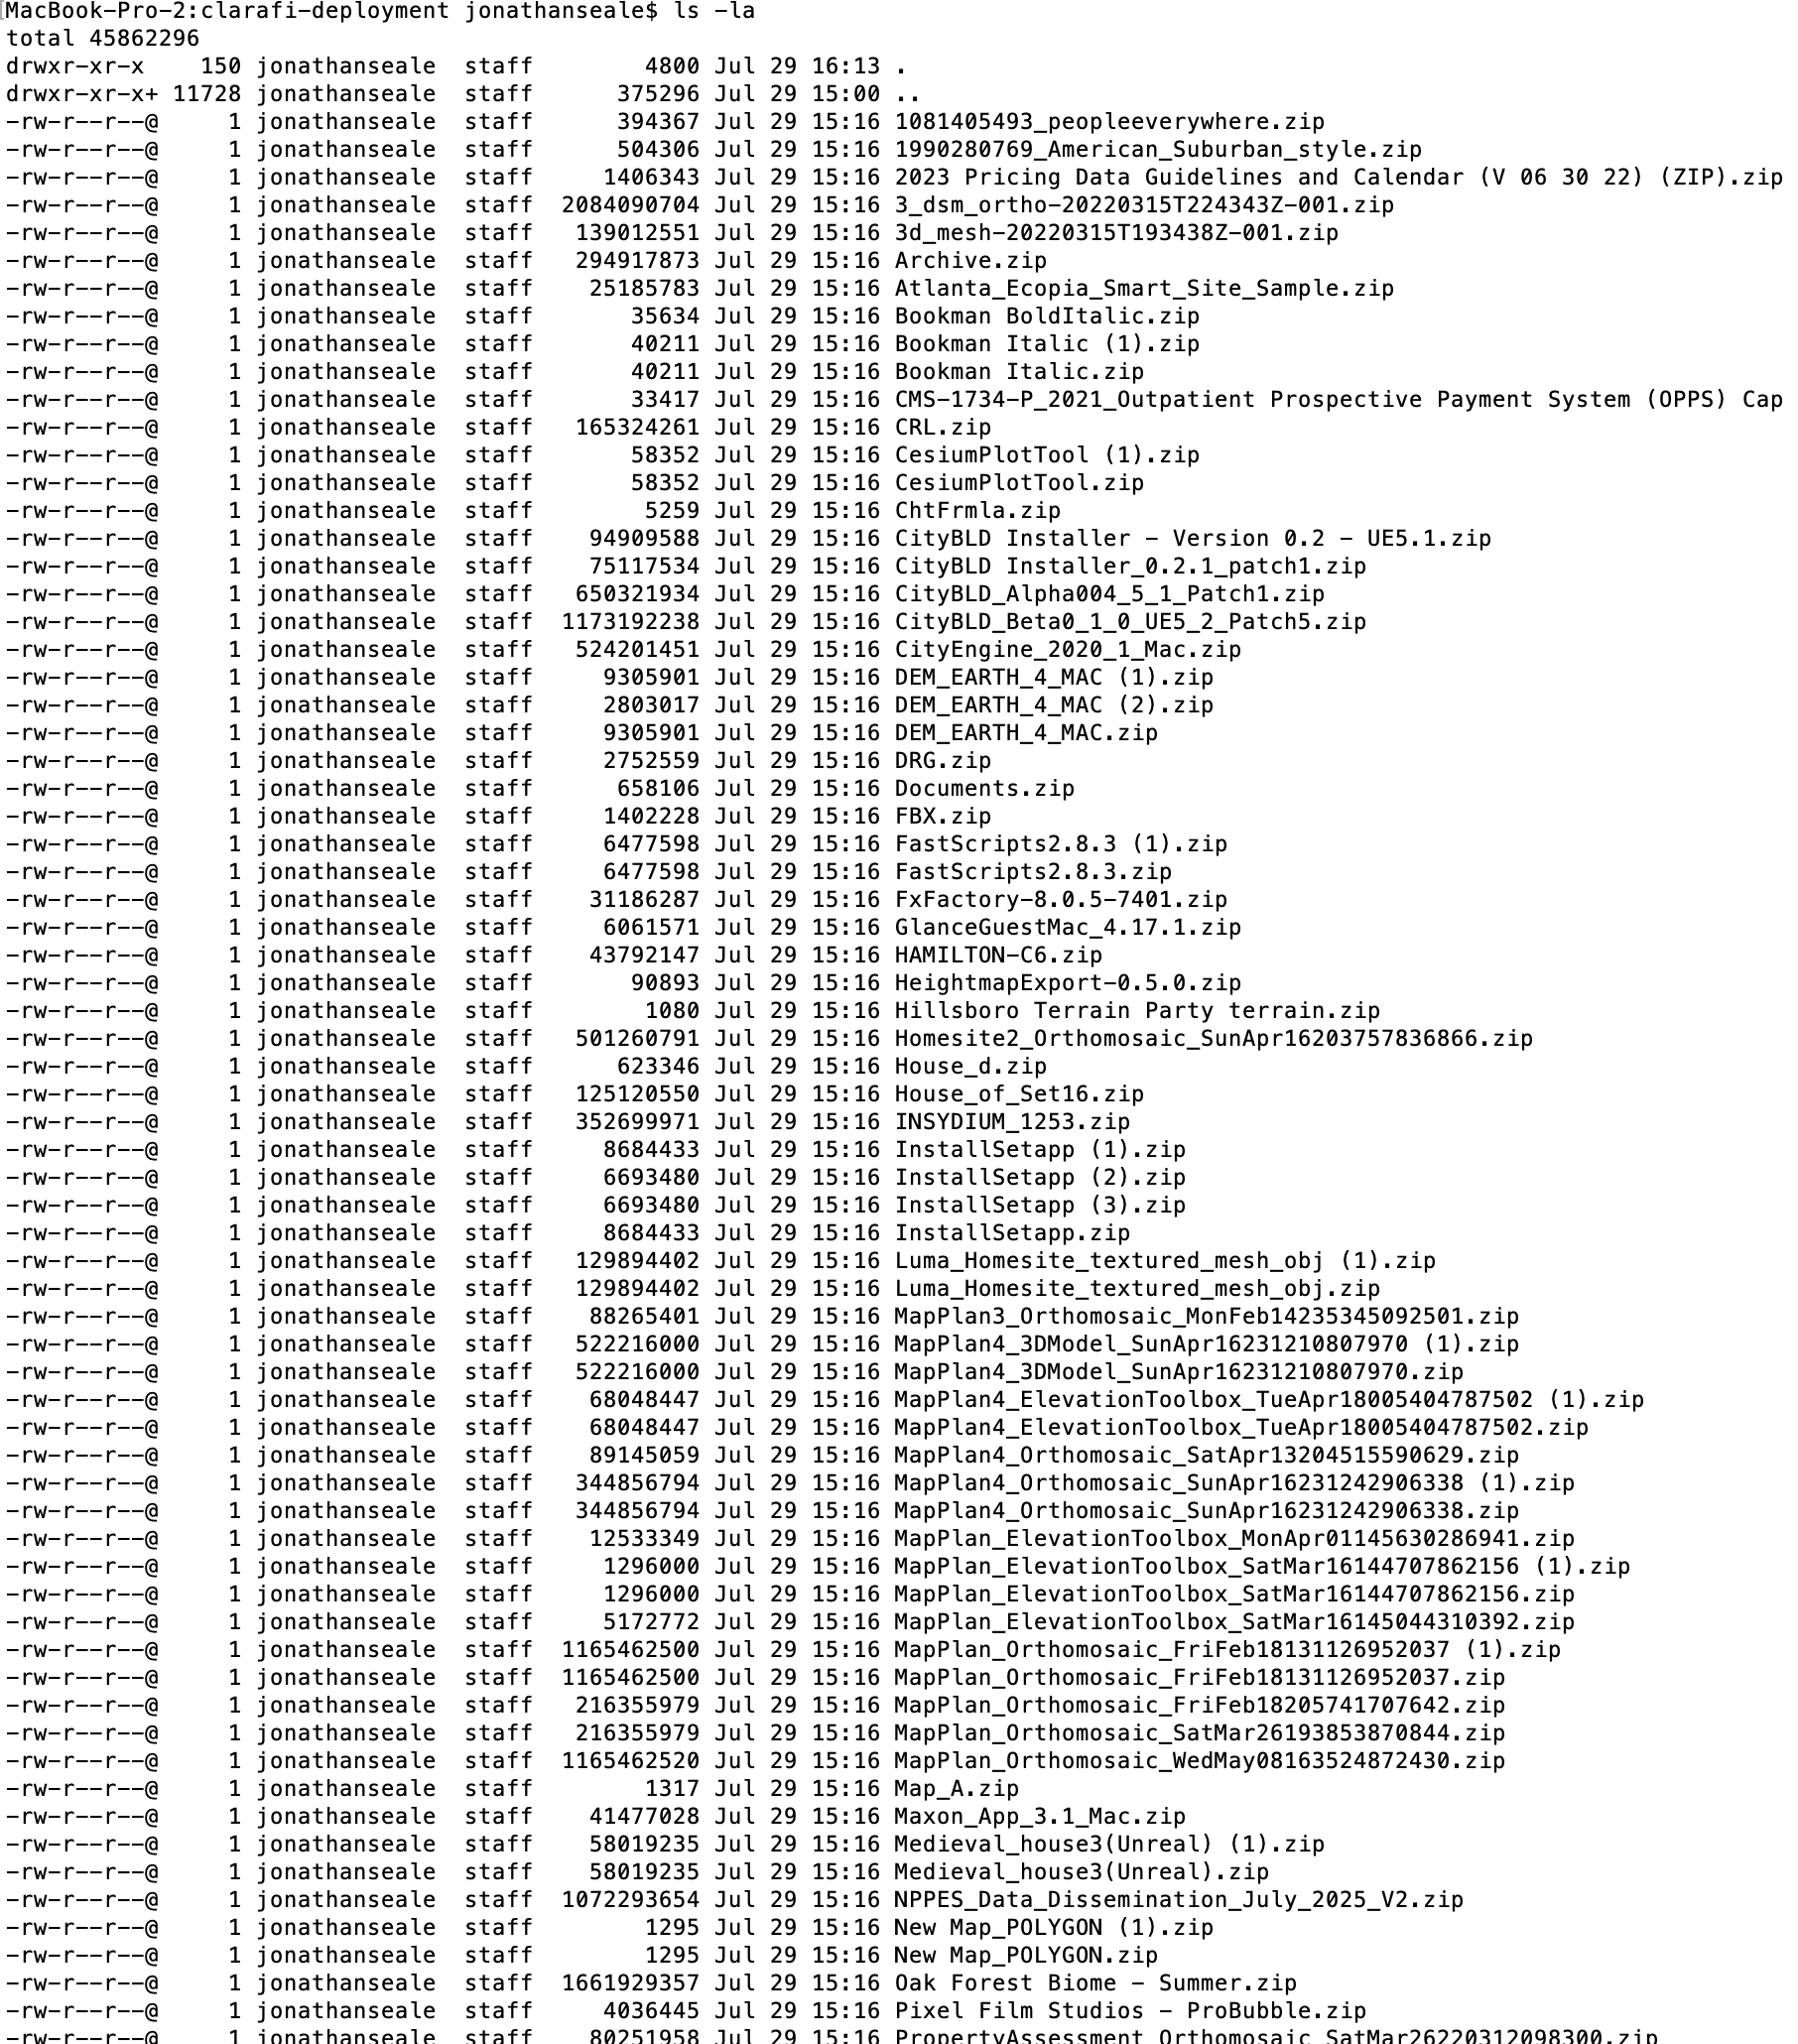 MacBook-Pro-2:clarafi-deployment jonathanseale$ ls -la
total 45862296
drwxr-xr-x    150 jonathanseale  staff        4800 Jul 29 16:13 .
drwxr-xr-x+ 11728 jonathanseale  staff      375296 Jul 29 15:00 ..
-rw-r--r--@     1 jonathanseale  staff      394367 Jul 29 15:16 1081405493_peopleeverywhere.zip
-rw-r--r--@     1 jonathanseale  staff      504306 Jul 29 15:16 1990280769_American_Suburban_style.zip
-rw-r--r--@     1 jonathanseale  staff     1406343 Jul 29 15:16 2023 Pricing Data Guidelines and Calendar (V 06 30 22) (ZIP).zip
-rw-r--r--@     1 jonathanseale  staff  2084090704 Jul 29 15:16 3_dsm_ortho-20220315T224343Z-001.zip
-rw-r--r--@     1 jonathanseale  staff   139012551 Jul 29 15:16 3d_mesh-20220315T193438Z-001.zip
-rw-r--r--@     1 jonathanseale  staff   294917873 Jul 29 15:16 Archive.zip
-rw-r--r--@     1 jonathanseale  staff    25185783 Jul 29 15:16 Atlanta_Ecopia_Smart_Site_Sample.zip
-rw-r--r--@     1 jonathanseale  staff       35634 Jul 29 15:16 Bookman BoldItalic.zip
-rw-r--r--@     1 jonathanseale  staff       40211 Jul 29 15:16 Bookman Italic (1).zip
-rw-r--r--@     1 jonathanseale  staff       40211 Jul 29 15:16 Bookman Italic.zip
-rw-r--r--@     1 jonathanseale  staff       33417 Jul 29 15:16 CMS-1734-P_2021_Outpatient Prospective Payment System (OPPS) Cap
-rw-r--r--@     1 jonathanseale  staff   165324261 Jul 29 15:16 CRL.zip
-rw-r--r--@     1 jonathanseale  staff       58352 Jul 29 15:16 CesiumPlotTool (1).zip
-rw-r--r--@     1 jonathanseale  staff       58352 Jul 29 15:16 CesiumPlotTool.zip
-rw-r--r--@     1 jonathanseale  staff        5259 Jul 29 15:16 ChtFrmla.zip
-rw-r--r--@     1 jonathanseale  staff    94909588 Jul 29 15:16 CityBLD Installer - Version 0.2 - UE5.1.zip
-rw-r--r--@     1 jonathanseale  staff    75117534 Jul 29 15:16 CityBLD Installer_0.2.1_patch1.zip
-rw-r--r--@     1 jonathanseale  staff   650321934 Jul 29 15:16 CityBLD_Alpha004_5_1_Patch1.zip
-rw-r--r--@     1 jonathanseale  staff  1173192238 Jul 29 15:16 CityBLD_Beta0_1_0_UE5_2_Patch5.zip
-rw-r--r--@     1 jonathanseale  staff   524201451 Jul 29 15:16 CityEngine_2020_1_Mac.zip
-rw-r--r--@     1 jonathanseale  staff     9305901 Jul 29 15:16 DEM_EARTH_4_MAC (1).zip
-rw-r--r--@     1 jonathanseale  staff     2803017 Jul 29 15:16 DEM_EARTH_4_MAC (2).zip
-rw-r--r--@     1 jonathanseale  staff     9305901 Jul 29 15:16 DEM_EARTH_4_MAC.zip
-rw-r--r--@     1 jonathanseale  staff     2752559 Jul 29 15:16 DRG.zip
-rw-r--r--@     1 jonathanseale  staff      658106 Jul 29 15:16 Documents.zip
-rw-r--r--@     1 jonathanseale  staff     1402228 Jul 29 15:16 FBX.zip
-rw-r--r--@     1 jonathanseale  staff     6477598 Jul 29 15:16 FastScripts2.8.3 (1).zip
-rw-r--r--@     1 jonathanseale  staff     6477598 Jul 29 15:16 FastScripts2.8.3.zip
-rw-r--r--@     1 jonathanseale  staff    31186287 Jul 29 15:16 FxFactory-8.0.5-7401.zip
-rw-r--r--@     1 jonathanseale  staff     6061571 Jul 29 15:16 GlanceGuestMac_4.17.1.zip
-rw-r--r--@     1 jonathanseale  staff    43792147 Jul 29 15:16 HAMILTON-C6.zip
-rw-r--r--@     1 jonathanseale  staff       90893 Jul 29 15:16 HeightmapExport-0.5.0.zip
-rw-r--r--@     1 jonathanseale  staff        1080 Jul 29 15:16 Hillsboro Terrain Party terrain.zip
-rw-r--r--@     1 jonathanseale  staff   501260791 Jul 29 15:16 Homesite2_Orthomosaic_SunApr16203757836866.zip
-rw-r--r--@     1 jonathanseale  staff      623346 Jul 29 15:16 House_d.zip
-rw-r--r--@     1 jonathanseale  staff   125120550 Jul 29 15:16 House_of_Set16.zip
-rw-r--r--@     1 jonathanseale  staff   352699971 Jul 29 15:16 INSYDIUM_1253.zip
-rw-r--r--@     1 jonathanseale  staff     8684433 Jul 29 15:16 InstallSetapp (1).zip
-rw-r--r--@     1 jonathanseale  staff     6693480 Jul 29 15:16 InstallSetapp (2).zip
-rw-r--r--@     1 jonathanseale  staff     6693480 Jul 29 15:16 InstallSetapp (3).zip
-rw-r--r--@     1 jonathanseale  staff     8684433 Jul 29 15:16 InstallSetapp.zip
-rw-r--r--@     1 jonathanseale  staff   129894402 Jul 29 15:16 Luma_Homesite_textured_mesh_obj (1).zip
-rw-r--r--@     1 jonathanseale  staff   129894402 Jul 29 15:16 Luma_Homesite_textured_mesh_obj.zip
-rw-r--r--@     1 jonathanseale  staff    88265401 Jul 29 15:16 MapPlan3_Orthomosaic_MonFeb14235345092501.zip
-rw-r--r--@     1 jonathanseale  staff   522216000 Jul 29 15:16 MapPlan4_3DModel_SunApr16231210807970 (1).zip
-rw-r--r--@     1 jonathanseale  staff   522216000 Jul 29 15:16 MapPlan4_3DModel_SunApr16231210807970.zip
-rw-r--r--@     1 jonathanseale  staff    68048447 Jul 29 15:16 MapPlan4_ElevationToolbox_TueApr18005404787502 (1).zip
-rw-r--r--@     1 jonathanseale  staff    68048447 Jul 29 15:16 MapPlan4_ElevationToolbox_TueApr18005404787502.zip
-rw-r--r--@     1 jonathanseale  staff    89145059 Jul 29 15:16 MapPlan4_Orthomosaic_SatApr13204515590629.zip
-rw-r--r--@     1 jonathanseale  staff   344856794 Jul 29 15:16 MapPlan4_Orthomosaic_SunApr16231242906338 (1).zip
-rw-r--r--@     1 jonathanseale  staff   344856794 Jul 29 15:16 MapPlan4_Orthomosaic_SunApr16231242906338.zip
-rw-r--r--@     1 jonathanseale  staff    12533349 Jul 29 15:16 MapPlan_ElevationToolbox_MonApr01145630286941.zip
-rw-r--r--@     1 jonathanseale  staff     1296000 Jul 29 15:16 MapPlan_ElevationToolbox_SatMar16144707862156 (1).zip
-rw-r--r--@     1 jonathanseale  staff     1296000 Jul 29 15:16 MapPlan_ElevationToolbox_SatMar16144707862156.zip
-rw-r--r--@     1 jonathanseale  staff     5172772 Jul 29 15:16 MapPlan_ElevationToolbox_SatMar16145044310392.zip
-rw-r--r--@     1 jonathanseale  staff  1165462500 Jul 29 15:16 MapPlan_Orthomosaic_FriFeb18131126952037 (1).zip
-rw-r--r--@     1 jonathanseale  staff  1165462500 Jul 29 15:16 MapPlan_Orthomosaic_FriFeb18131126952037.zip
-rw-r--r--@     1 jonathanseale  staff   216355979 Jul 29 15:16 MapPlan_Orthomosaic_FriFeb18205741707642.zip
-rw-r--r--@     1 jonathanseale  staff   216355979 Jul 29 15:16 MapPlan_Orthomosaic_SatMar26193853870844.zip
-rw-r--r--@     1 jonathanseale  staff  1165462520 Jul 29 15:16 MapPlan_Orthomosaic_WedMay08163524872430.zip
-rw-r--r--@     1 jonathanseale  staff        1317 Jul 29 15:16 Map_A.zip
-rw-r--r--@     1 jonathanseale  staff    41477028 Jul 29 15:16 Maxon_App_3.1_Mac.zip
-rw-r--r--@     1 jonathanseale  staff    58019235 Jul 29 15:16 Medieval_house3(Unreal) (1).zip
-rw-r--r--@     1 jonathanseale  staff    58019235 Jul 29 15:16 Medieval_house3(Unreal).zip
-rw-r--r--@     1 jonathanseale  staff  1072293654 Jul 29 15:16 NPPES_Data_Dissemination_July_2025_V2.zip
-rw-r--r--@     1 jonathanseale  staff        1295 Jul 29 15:16 New Map_POLYGON (1).zip
-rw-r--r--@     1 jonathanseale  staff        1295 Jul 29 15:16 New Map_POLYGON.zip
-rw-r--r--@     1 jonathanseale  staff  1661929357 Jul 29 15:16 Oak Forest Biome - Summer.zip
-rw-r--r--@     1 jonathanseale  staff     4036445 Jul 29 15:16 Pixel Film Studios - ProBubble.zip
-rw-r--r--@     1 jonathanseale  staff    80251958 Jul 29 15:16 PropertyAssessment_Orthomosaic_SatMar26220312098300.zip